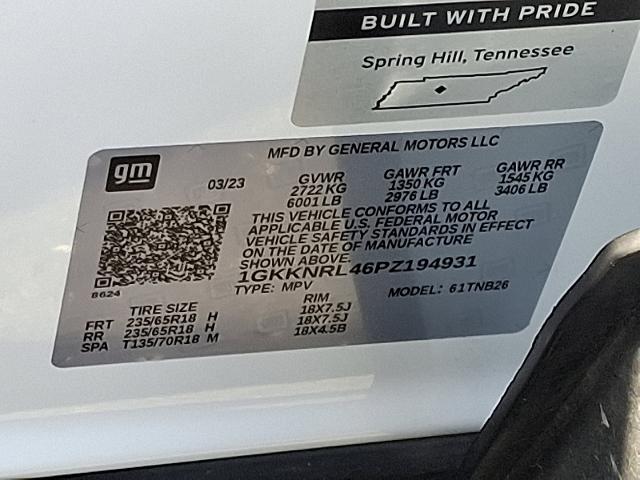 BUILT WITH PRIDE
Spring Hill, Tennessee
gm
MFD BY GENERAL MOTORS LLC
03/23
GVWR GAWR FRT GAWR RR
2722 KG 1350 KG 1545 KG
6001 LB 2976 LB 3406 LB
THIS VEHICLE CONFORMS TO ALL
APPLICABLE U.S. FEDERAL MOTOR
VEHICLE SAFETY STANDARDS IN EFFECT
ON THE DATE OF MANUFACTURE
SHOWN ABOVE.
1GKKNRL46PZ194931
8624
TYPE: MPV MODEL: 61TNB26
TIRE SIZE RIM
FRT 235/65R18 H 18X7.5J
RR 235/65R18 H 18X7.5J
SPA T135/70R18 M 18X4.5B